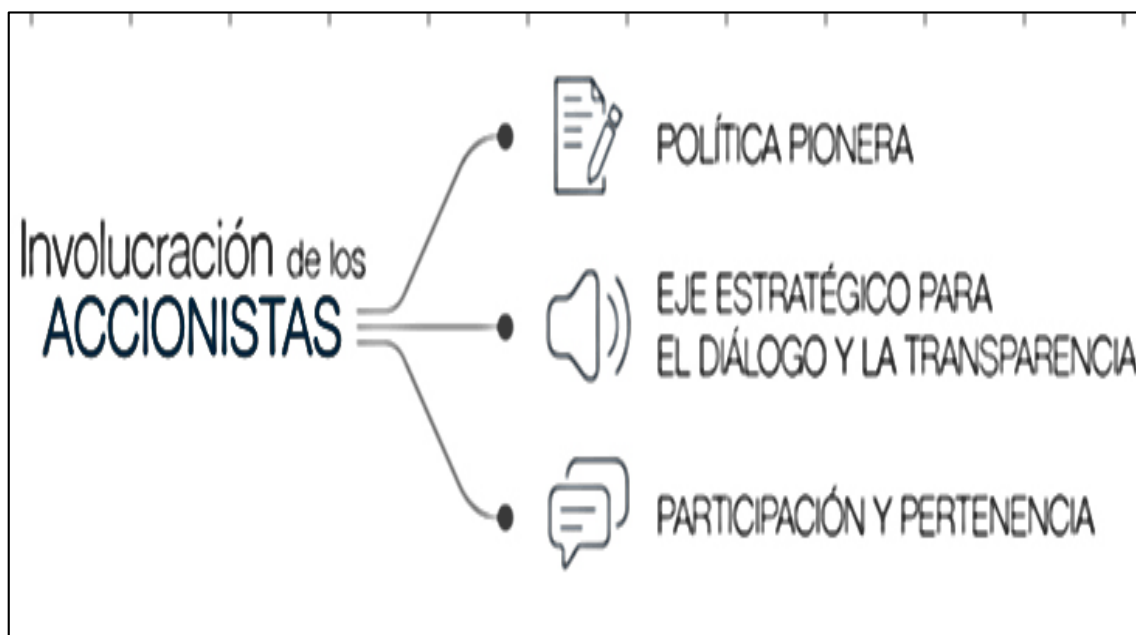 Involucración de los
ACCIONISTAS
POLÍTICA PIONERA
EJE ESTRATÉGICO PARA
EL DIÁLOGO Y LA TRANSPARENCIA
PARTICIPACIÓN Y PERTENENCIA